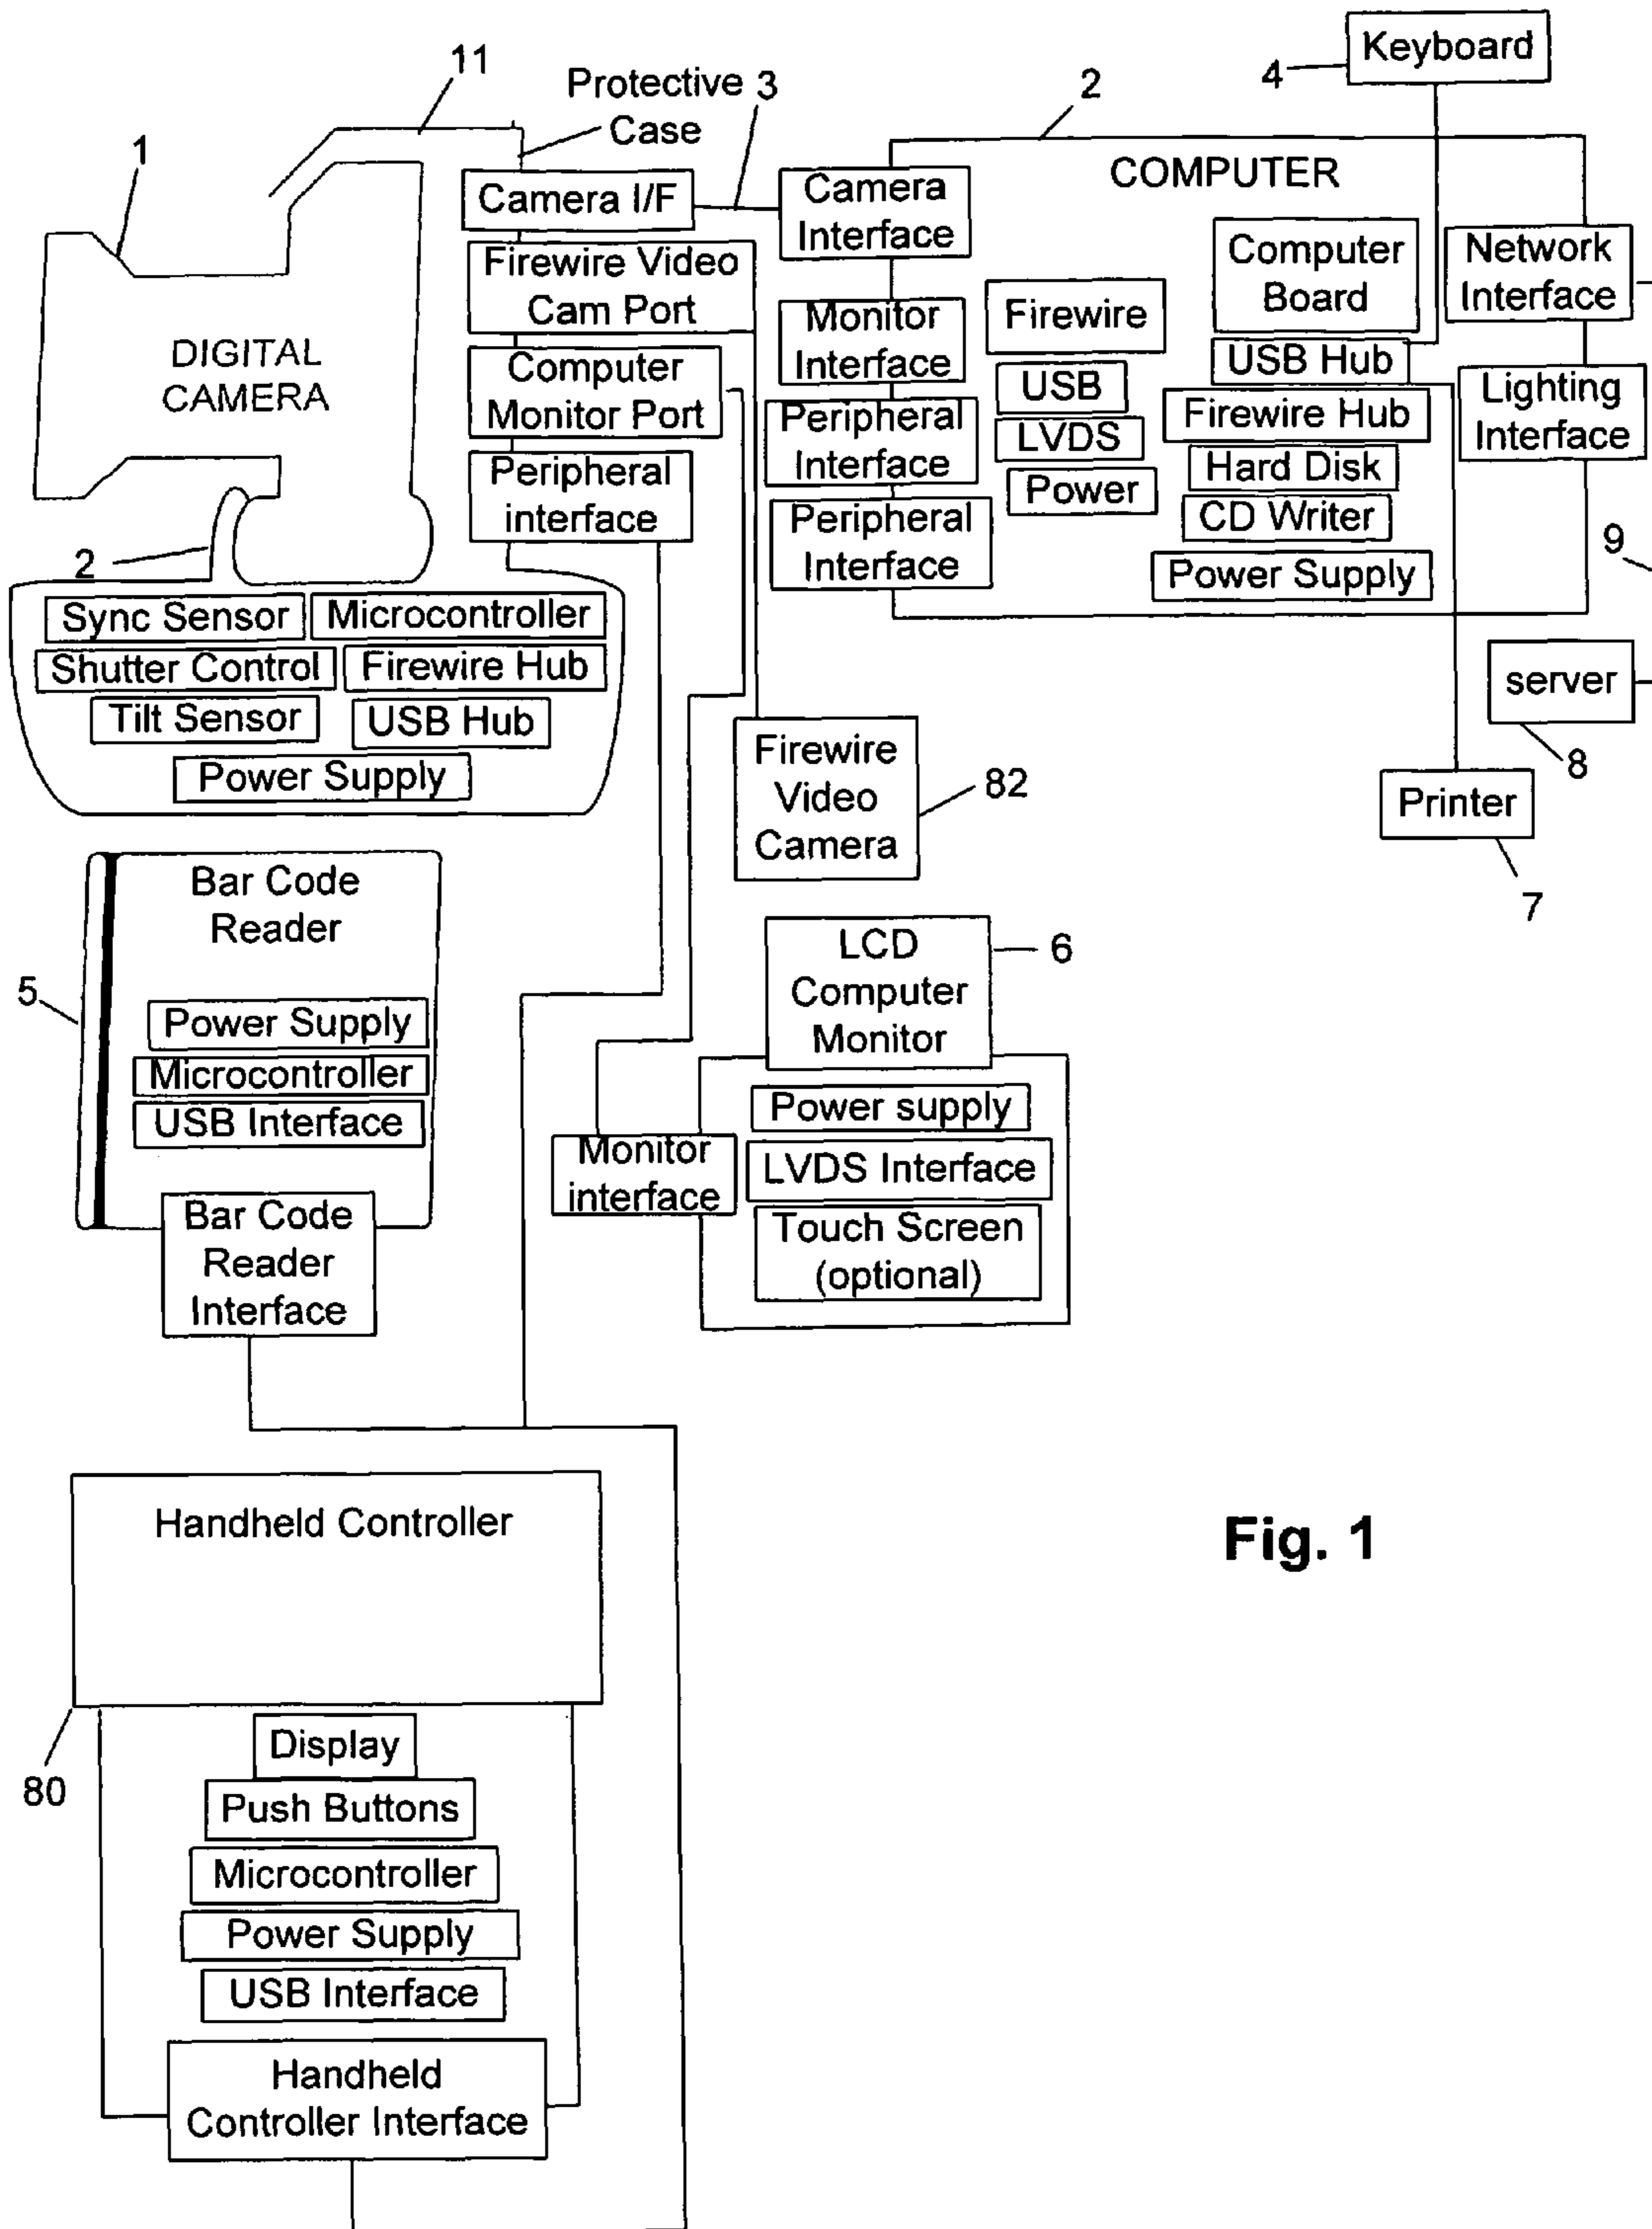 11
Protective
Case
3
1
Camera I/F
Firewire Video
Cam Port
Computer
Monitor Port
Peripheral
interface
DIGITAL
CAMERA
2
Sync Sensor
Microcontroller
Shutter Control
Firewire Hub
Tilt Sensor
USB Hub
Power Supply
4
Keyboard
2
COMPUTER
Camera
Interface
Monitor
Interface
Peripheral
Interface
Peripheral
Interface
Firewire
USB
LVDS
Power
Computer
Board
USB Hub
Firewire Hub
Hard Disk
CD Writer
Power Supply
Network
Interface
Lighting
Interface
9
server
8
Printer
7
Firewire
Video
Camera
82
Bar Code
Reader
5
Power Supply
Microcontroller
USB Interface
Bar Code
Reader
Interface
LCD
Computer
Monitor
6
Power supply
Monitor
interface
LVDS Interface
Touch Screen
(optional)
Handheld Controller
80
Display
Push Buttons
Microcontroller
Power Supply
USB Interface
Handheld
Controller Interface
Fig. 1